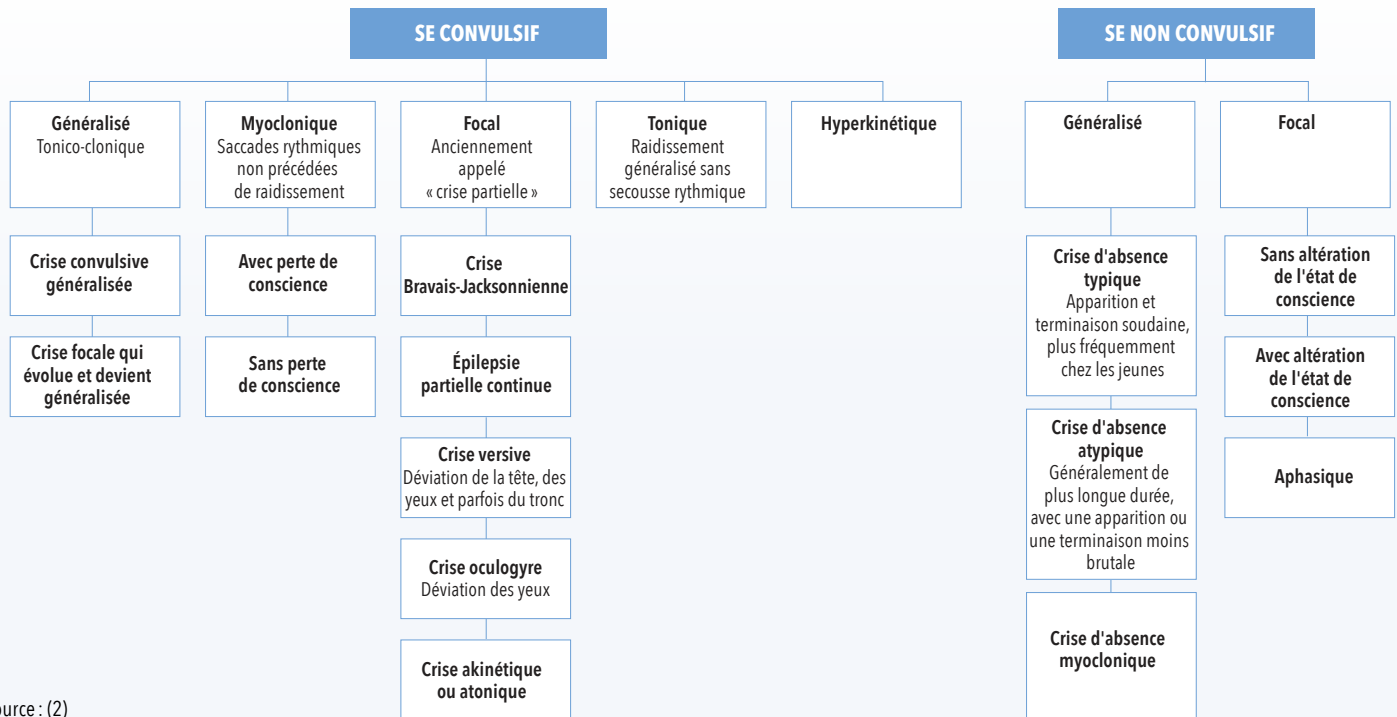 SE CONVULSIF
SE NON CONVULSIF
Généralisé
Tonico-clonique
Myoclonique
Saccades rythmiques
non précédées
de raidissement
Focal
Anciennement
appelé
« crise partielle »
Tonique
Raidissement
généralisé sans
secousse rythmique
Hyperkinétique
Généralisé
Focal
Crise convulsive
généralisée
Crise focale qui
évolue et devient
généralisée
Avec perte de
conscience
Sans perte
de conscience
Crise
Bravais-Jacksonnienne
Épilepsie
partielle continue
Crise versive
Déviation de la tête, des
yeux et parfois du tronc
Crise oculogyre
Déviation des yeux
Crise akinétique
ou atonique
Crise d'absence
typique
Apparition et
terminaison soudaine,
plus fréquemment
chez les jeunes
Crise d'absence
atypique
Généralement de
plus longue durée,
avec une apparition ou
une terminaison moins
brutale
Crise d'absence
myoclonique
Sans altération
de l'état de
conscience
Avec altération
de l'état de
conscience
Aphasique
ource : (2)